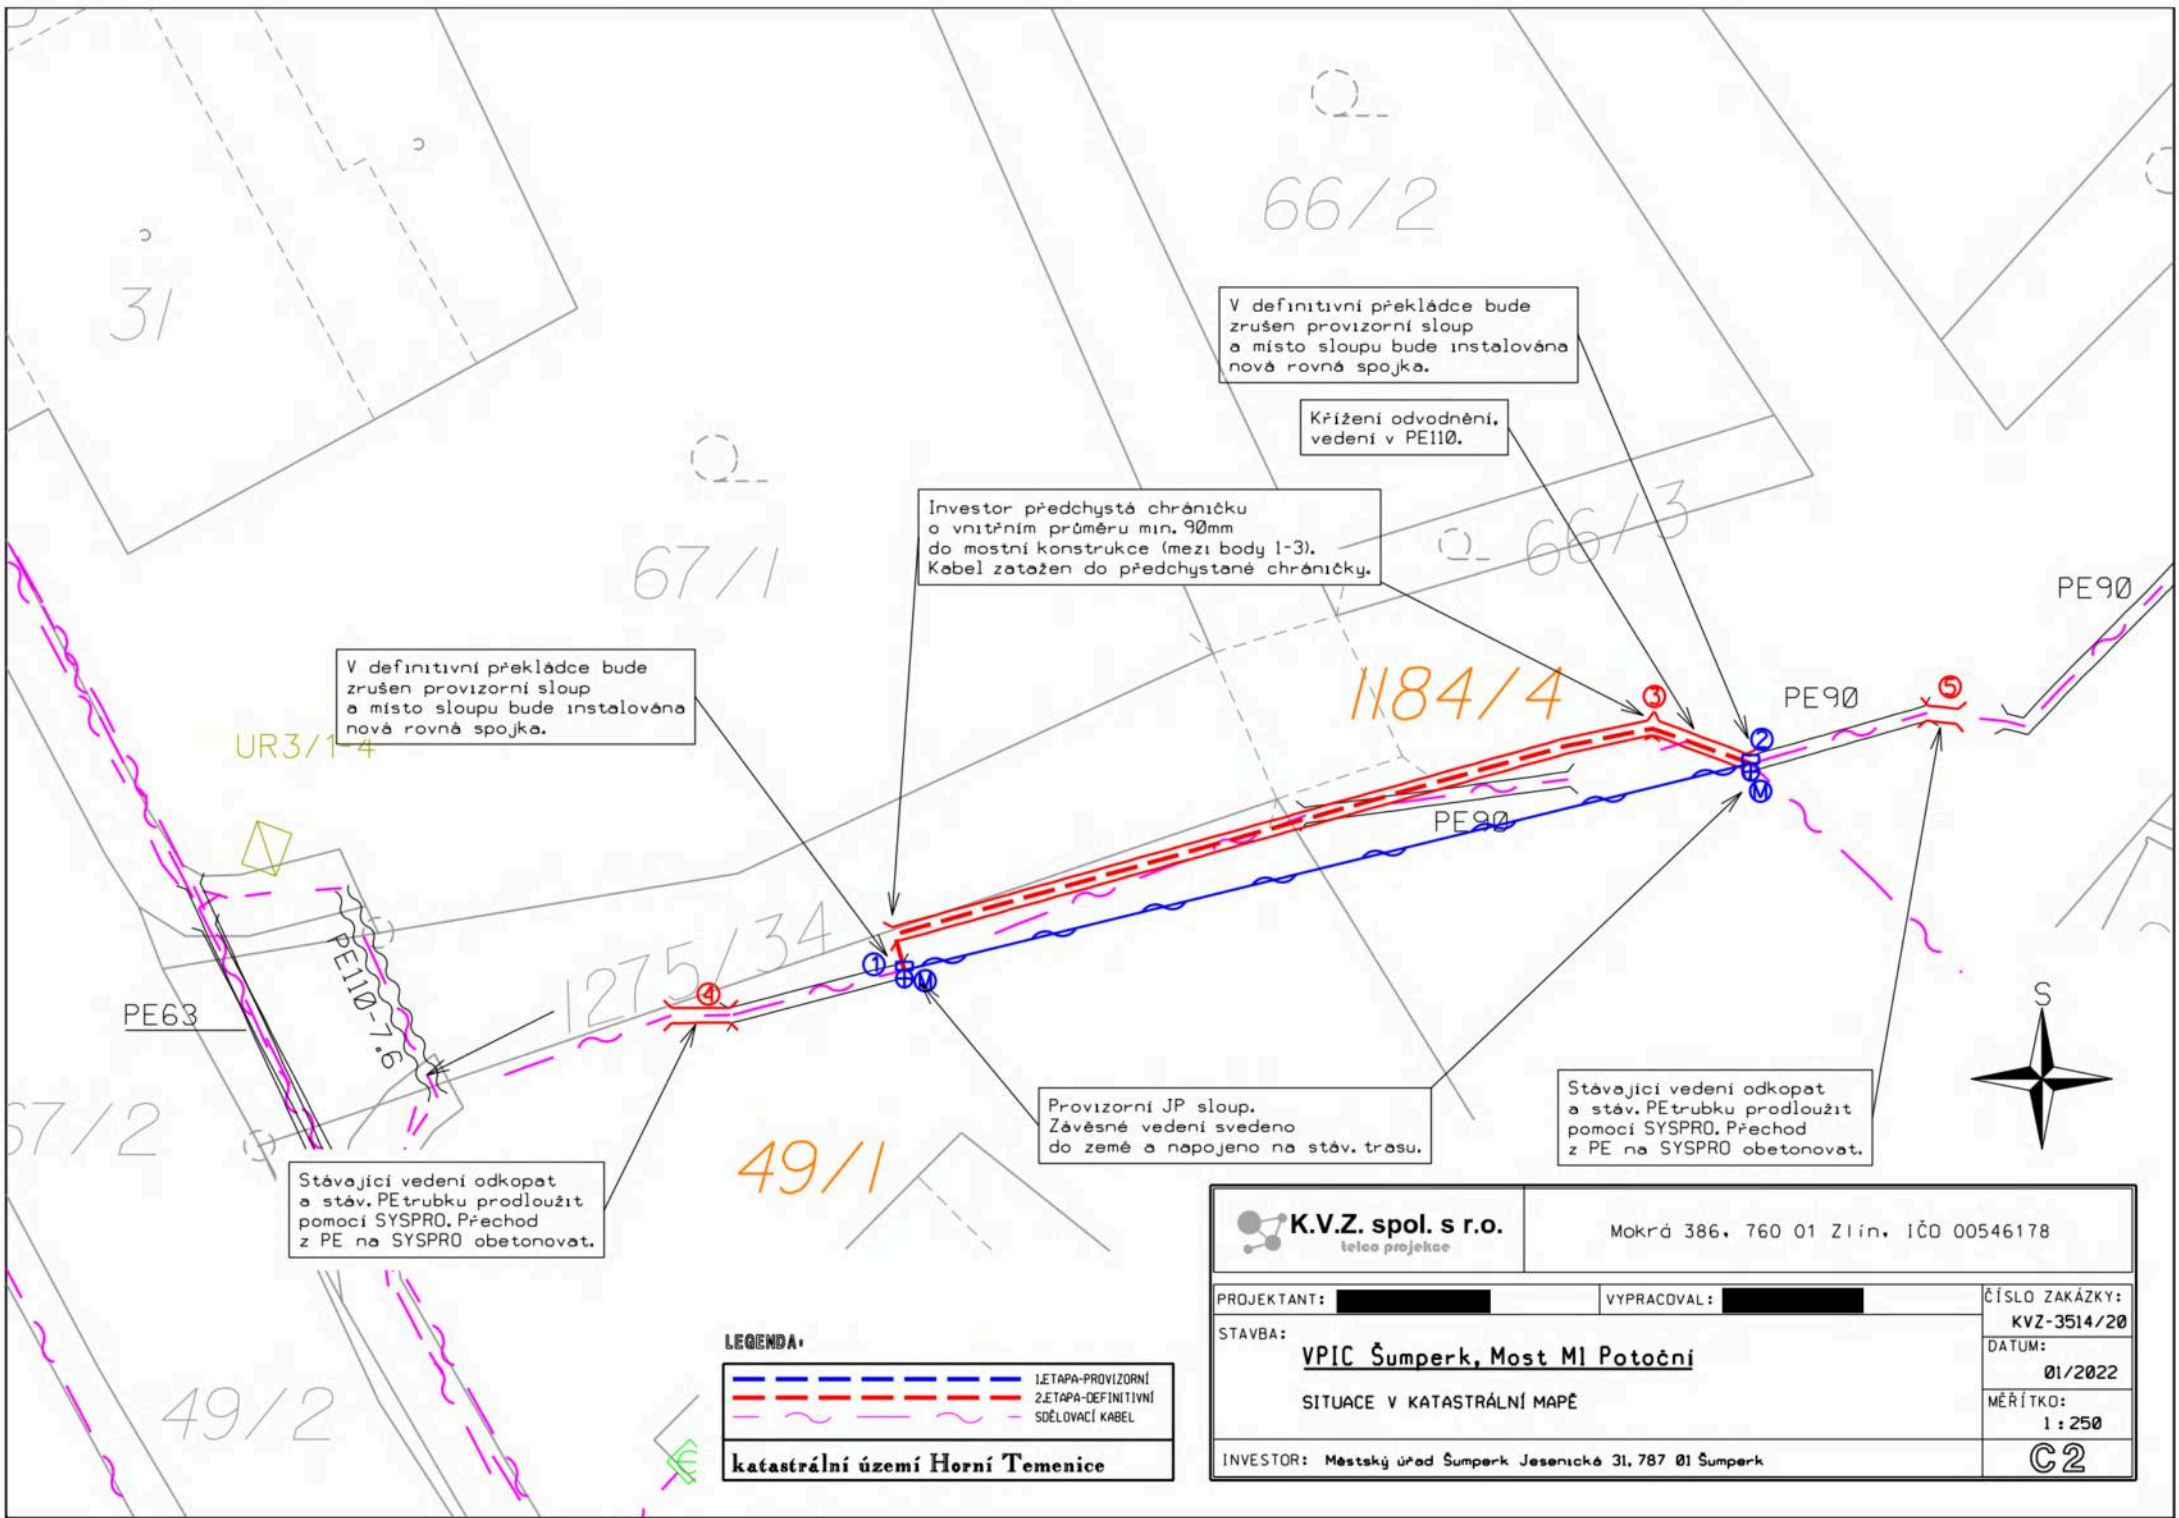 66/2
31
V definitivní překládce bude
zrušen provizorní sloup
a místo sloupu bude instalována
nová rovná spojka.
Křížení odvodnění,
vedení v PE110.
Investor předchystá chráničku
o vnitřním průměru min. 90mm
do mostní konstrukce (mezi body 1-3).
Kabel zatažen do předchystané chráničky.
66/3
67/1
PE90
V definitivní překládce bude
zrušen provizorní sloup
a místo sloupu bude instalována
nová rovná spojka.
UR3/1-4
1184/4
3
PE90
5
2
M
PE90
1275/34
1
M
4
PE110-7.6
PE63
S
67/2
49/1
Provizorní JP sloup.
Závěsné vedení svedeno
do země a napojeno na stáv. trasu.
Stávající vedení odkopat
a stáv. PEtrubku prodloužit
pomocí SYSPRO. Přechod
z PE na SYSPRO obetonovat.
Stávající vedení odkopat
a stáv. PEtrubku prodloužit
pomocí SYSPRO. Přechod
z PE na SYSPRO obetonovat.
49/2
LEGENDA:
1.ETAPA-PROVIZORNÍ
2.ETAPA-DEFINITIVNÍ
SDĚLOVACÍ KABEL
katastrální území Horní Temenice
K.V.Z. spol. s r.o.
telco projekce
Mokrá 386, 760 01 Zlín, IČO 00546178
PROJEKTANT:
VYPRACOVAL:
ČÍSLO ZAKÁZKY:
KVZ-3514/20
STAVBA:
VPIC Šumperk, Most M1 Potoční
SITUACE V KATASTRÁLNÍ MAPĚ
DATUM:
01/2022
MĚŘÍTKO:
1:250
INVESTOR: Městský úřad Šumperk Jesenická 31, 787 01 Šumperk
C2